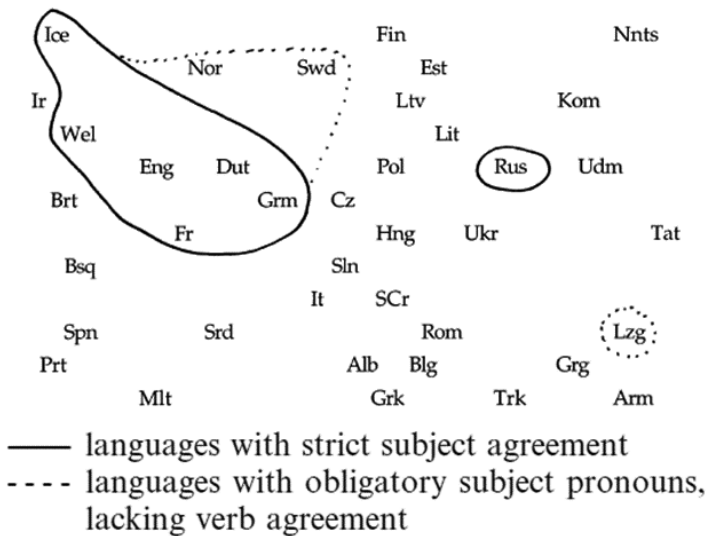 Ice Fin Nnts
Nor Swd Est
Ir Ltv Kom
Wel Lit
Eng Dut Pol Rus Udm
Brt Grm Cz
Fr Hng Ukr Tat
Bsq Sln
It SCr
Spn Srd Rom Lzg
Prt Alb Blg Grg
Mlt Grk Trk Arm
languages with strict subject agreement
languages with obligatory subject pronouns,
lacking verb agreement